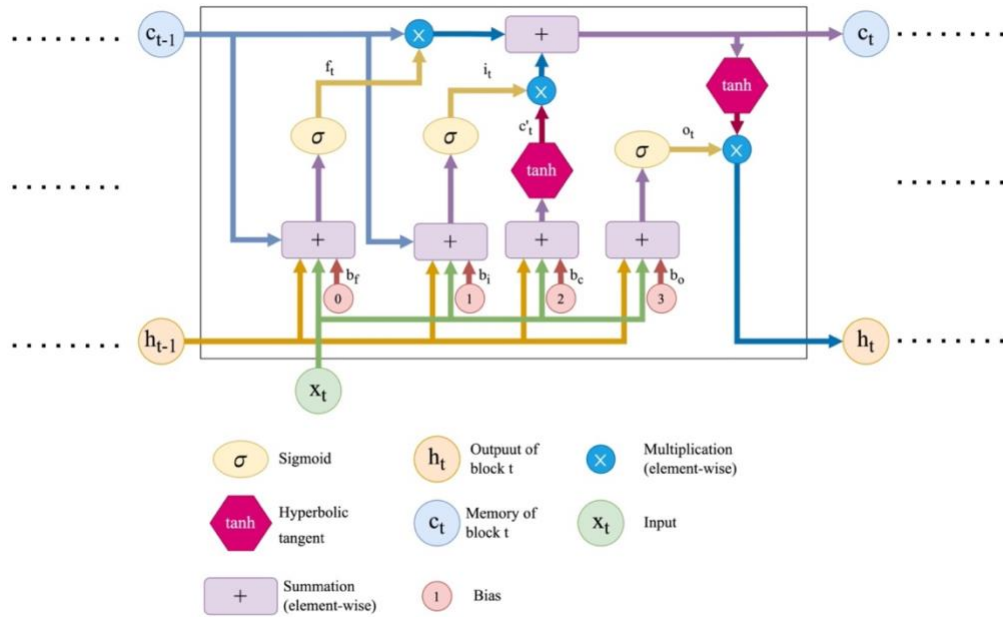 c_t-1
×
+
c_t
f_t
i_t
tanh
×
c'_t
σ
σ
σ
o_t
×
tanh
+
+
+
+
b_f
b_i
b_c
b_o
0
1
2
3
h_t-1
h_t
x_t
σ
Sigmoid
h_t
Outpuut of
block t
×
Multiplication
(element-wise)
tanh
Hyperbolic
tangent
c_t
Memory of
block t
x_t
Input
+
Summation
(element-wise)
1
Bias